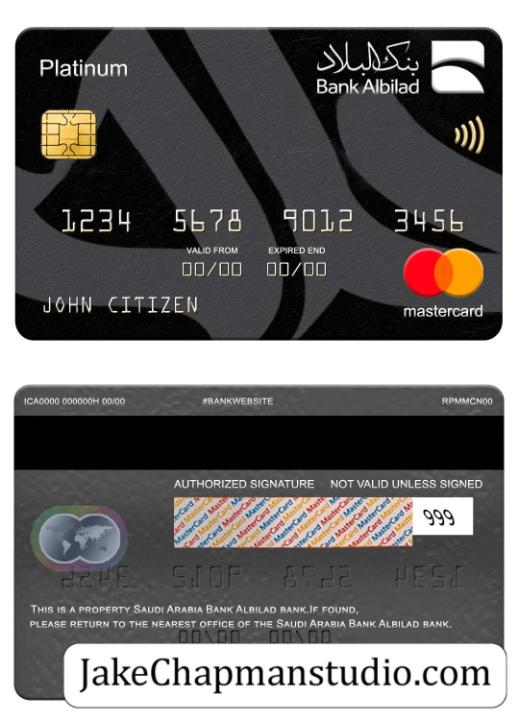 Platinum
بنك البلاد
Bank Albilad
1234 5678 9012 3456
VALID FROM EXPIRED END
00/00 00/00
JOHN CITIZEN
mastercard
ICA0000 000000H 00/00 #BANKWEBSITE RPMMCN00
AUTHORIZED SIGNATURE NOT VALID UNLESS SIGNED
MasterCard MasterCard MasterCard
999
THIS IS A PROPERTY SAUDI ARABIA BANK ALBILAD BANK.IF FOUND,
PLEASE RETURN TO THE NEAREST OFFICE OF THE SAUDI ARABIA BANK ALBILAD BANK.
JakeChapmanstudio.com